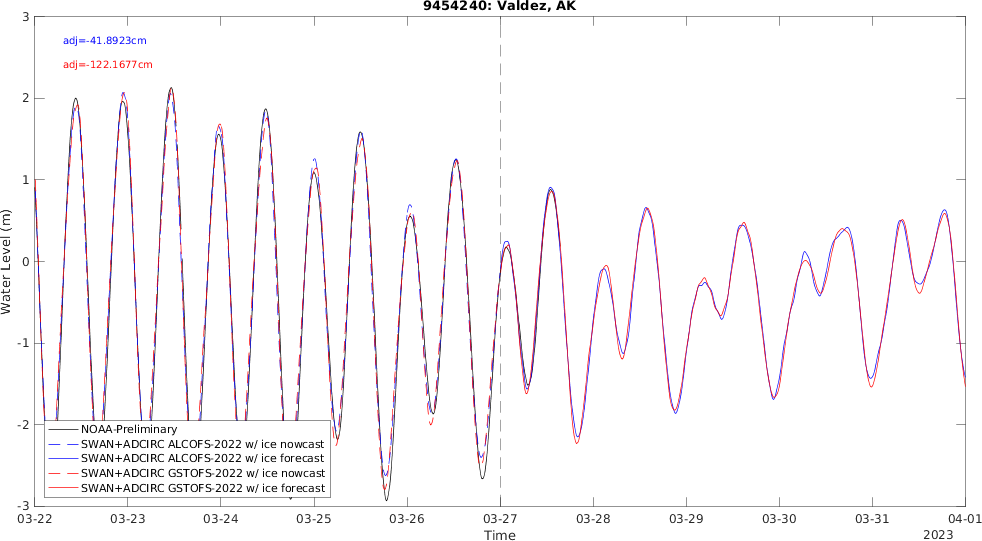 9454240: Valdez, AK
adj=-41.8923cm
adj=-122.1677cm
Water Level (m)
3
2
1
0
-1
-2
-3
NOAA-Preliminary
SWAN+ADCIRC ALCOFS-2022 w/ ice nowcast
SWAN+ADCIRC ALCOFS-2022 w/ ice forecast
SWAN+ADCIRC GSTOFS-2022 w/ ice nowcast
SWAN+ADCIRC GSTOFS-2022 w/ ice forecast
03-22 03-23 03-24 03-25 03-26 03-27 03-28 03-29 03-30 03-31 04-01
Time
2023